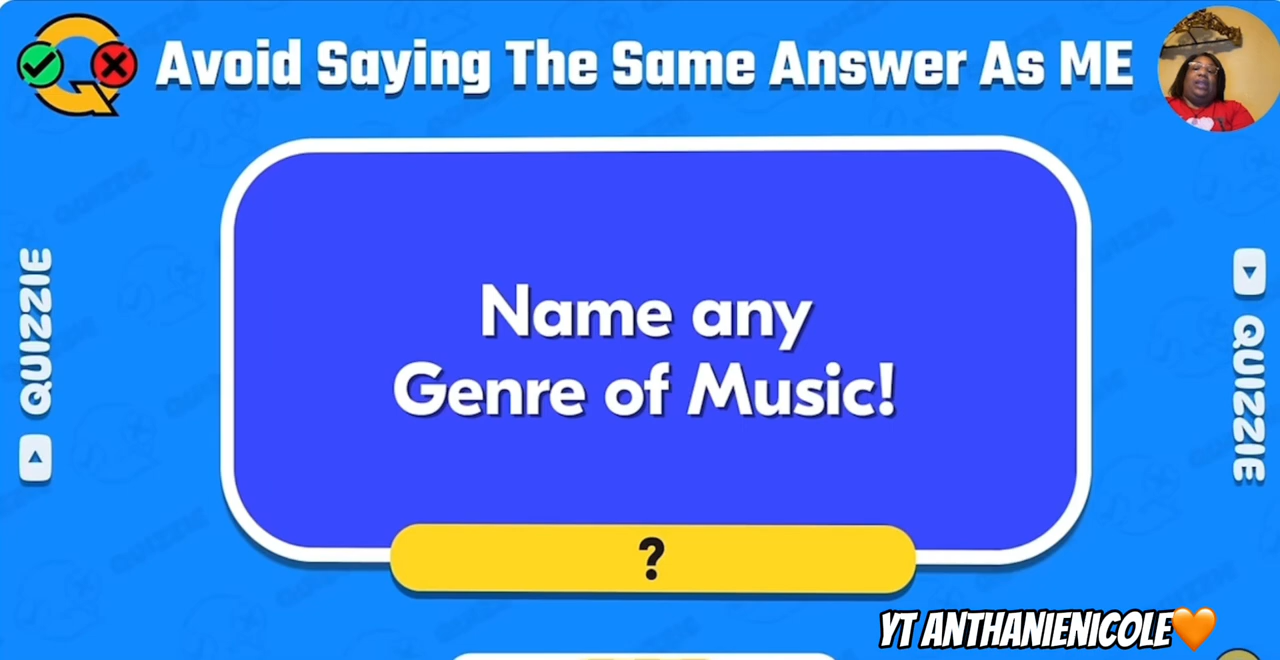 Avoid Saying The Same Answer As ME
QUIZZIE
Name any
Genre of Music!
?
QUIZZIE
YT ANTHANIENICOLE🧡